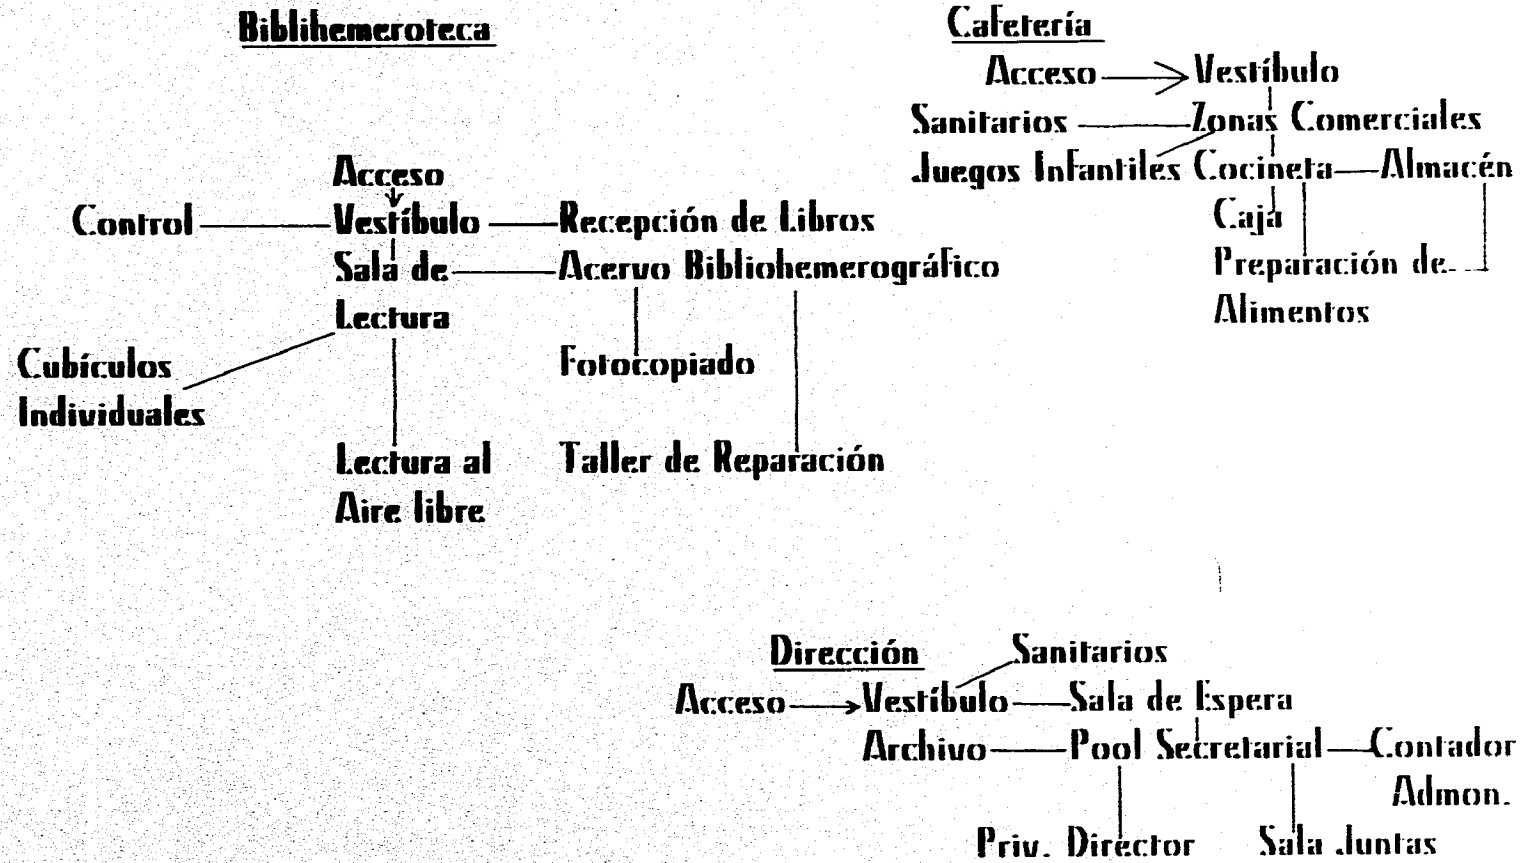 Biblihemeroteca
Acceso
Control Vestíbulo Recepción de Libros
Sala de Acervo Bibliohemerográfico
Lectura
Cubículos Fotocopiado
Individuales
Lectura al Taller de Reparación
Aire libre
Cafetería
Acceso Vestíbulo
Sanitarios Zonas Comerciales
Juegos Infantiles Cocineta Almacén
Caja
Preparación de
Alimentos
Dirección Sanitarios
Acceso Vestíbulo Sala de Espera
Archivo Pool Secretarial Contador
Admon.
Priv. Director Sala Juntas